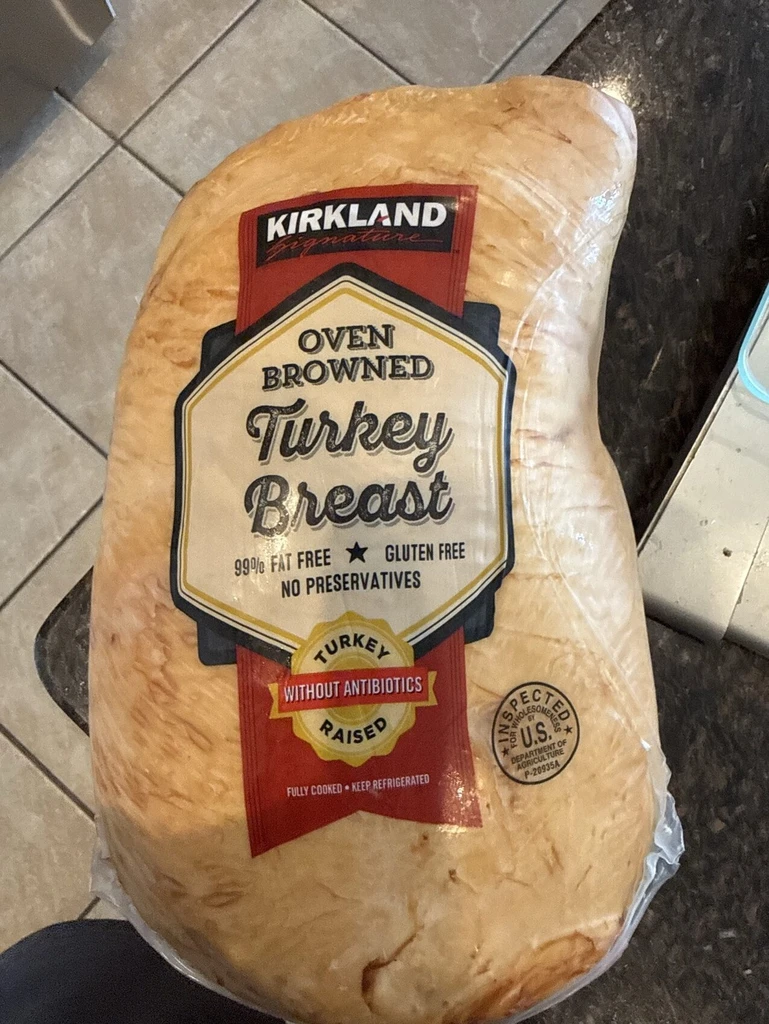 KIRKLAND
Signature
OVEN
BROWNED
Turkey
Breast
99% FAT FREE ★ GLUTEN FREE
NO PRESERVATIVES
TURKEY
WITHOUT ANTIBIOTICS
RAISED
FULLY COOKED • KEEP REFRIGERATED
INSPECTED
FOR WHOLESOMENESS
BY
U.S.
DEPARTMENT OF
AGRICULTURE
P-20935A